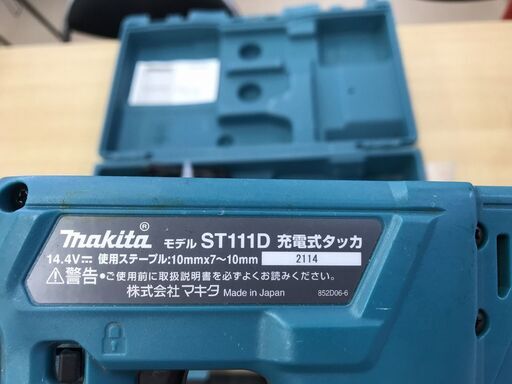 makita® モデル ST111D 充電式タッカ
14.4V⎓ 使用ステープル:10mmx7〜10mm 2114
⚠警告•ご使用前に取扱説明書を必ずよくお読みください。
株式会社マキタ Made in Japan 852D06-6